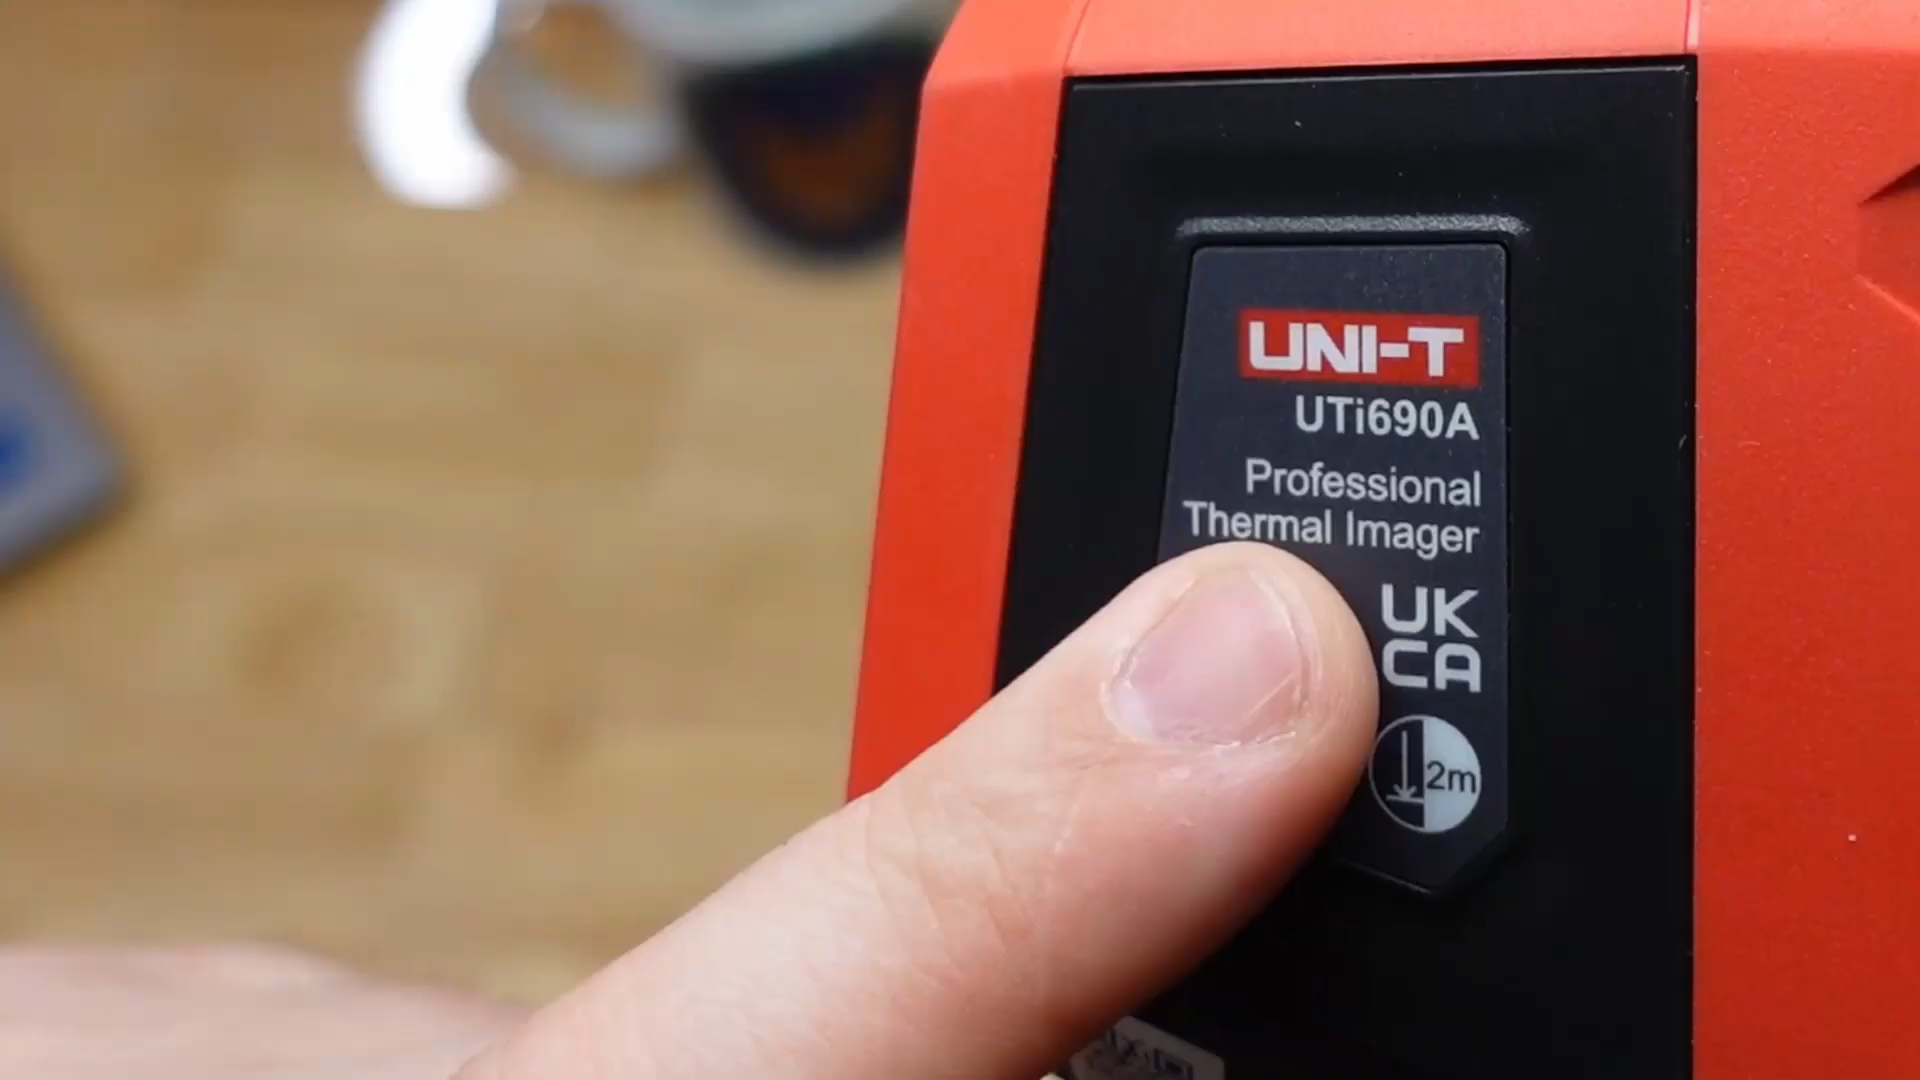 UNI-T
UTi690A
Professional
Thermal Imager
UK
CA
2m